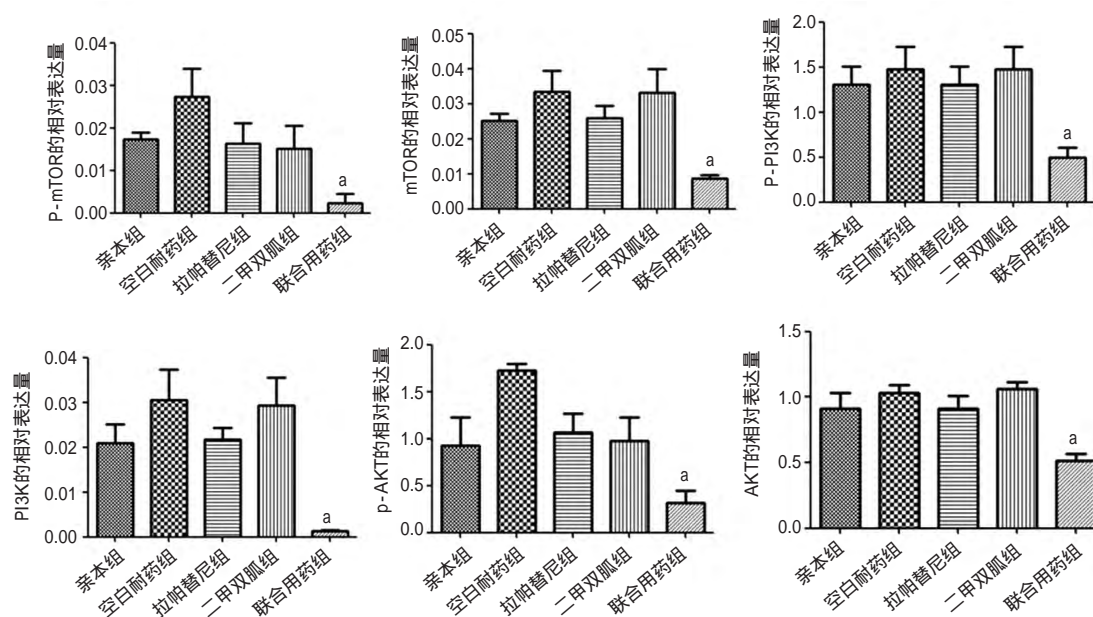 P-mTOR的相对表达量
0.04
0.03
0.02
0.01
0.00
a
亲本组
空白耐药组
拉帕替尼组
二甲双胍组
联合用药组
mTOR的相对表达量
0.05
0.04
0.03
0.02
0.01
0.00
a
亲本组
空白耐药组
拉帕替尼组
二甲双胍组
联合用药组
P-PI3K的相对表达量
2.0
1.5
1.0
0.5
0.0
a
亲本组
空白耐药组
拉帕替尼组
二甲双胍组
联合用药组
PI3K的相对表达量
0.04
0.03
0.02
0.01
0.00
a
亲本组
空白耐药组
拉帕替尼组
二甲双胍组
联合用药组
p-AKT的相对表达量
2.0
1.5
1.0
0.5
0.0
a
亲本组
空白耐药组
拉帕替尼组
二甲双胍组
联合用药组
AKT的相对表达量
1.5
1.0
0.5
0.0
a
亲本组
空白耐药组
拉帕替尼组
二甲双胍组
联合用药组